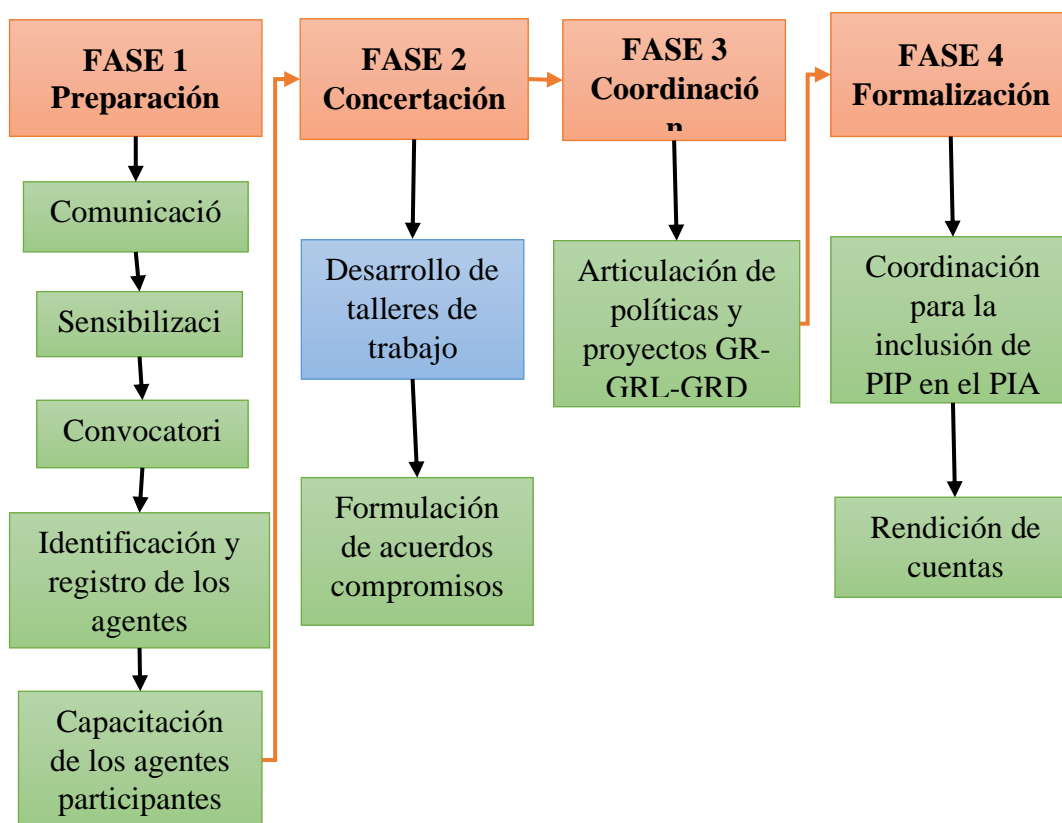 FASE 1
Preparación
Comunicació
Sensibilizaci
Convocatori
Identificación y
registro de los
agentes
Capacitación
de los agentes
participantes
FASE 2
Concertación
Desarrollo de
talleres de
trabajo
Formulación
de acuerdos
compromisos
FASE 3
Coordinació
n
Articulación de
políticas y
proyectos GR-
GRL-GRD
FASE 4
Formalización
Coordinación
para la
inclusión de
PIP en el PIA
Rendición de
cuentas